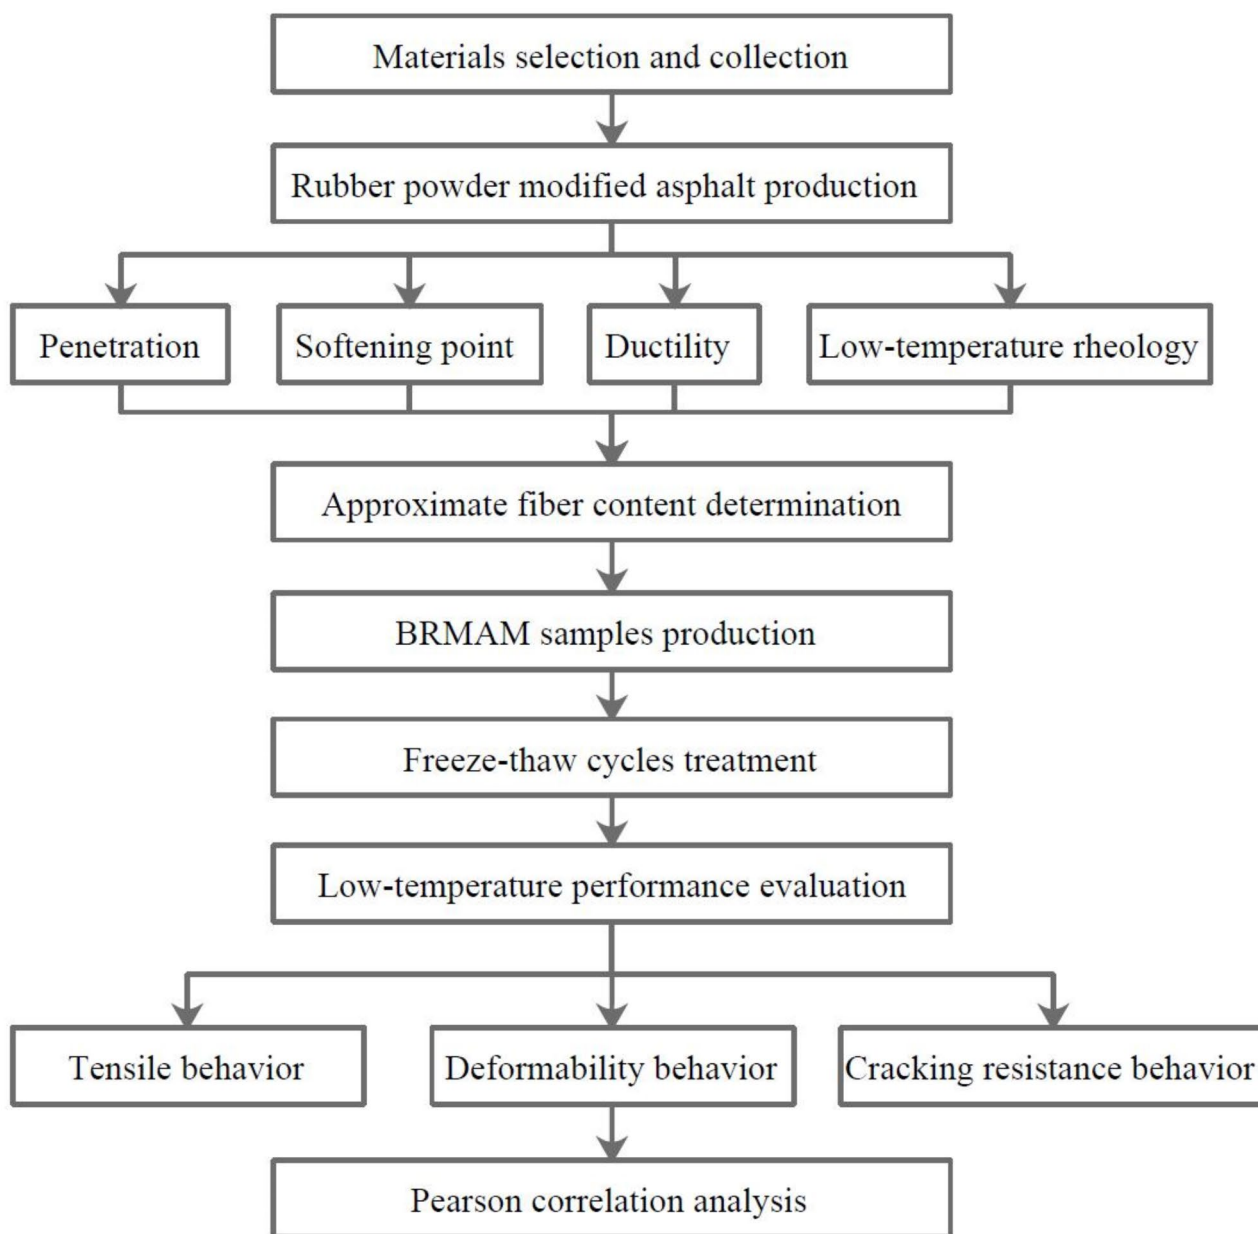 Materials selection and collection
Rubber powder modified asphalt production
Penetration
Softening point
Ductility
Low-temperature rheology
Approximate fiber content determination
BRMAM samples production
Freeze-thaw cycles treatment
Low-temperature performance evaluation
Tensile behavior
Deformability behavior
Cracking resistance behavior
Pearson correlation analysis